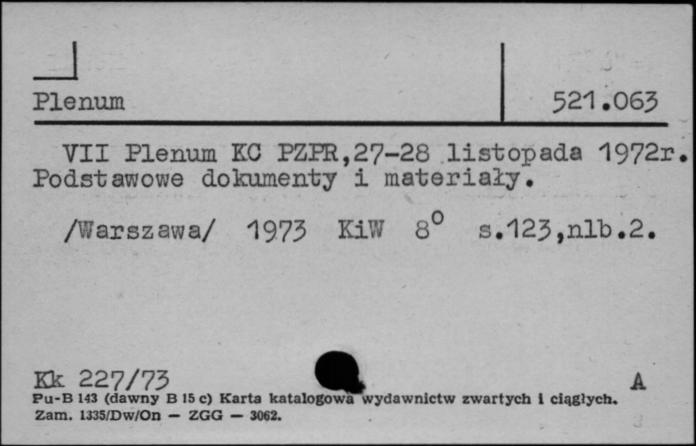 Plenum 521.063
VII Plenum KC PZPR,27-28 listopada 1972r.
Podstawowe dokumenty i materiały.
/Warszawa/ 1973 KiW 8° s.123,nlb.2.
Kk 227/73 A
Pu-B 143 (dawny B 15 c) Karta katalogowa wydawnictw zwartych i ciągłych.
Zam. 1335/Dw/On — ZGG — 3062.